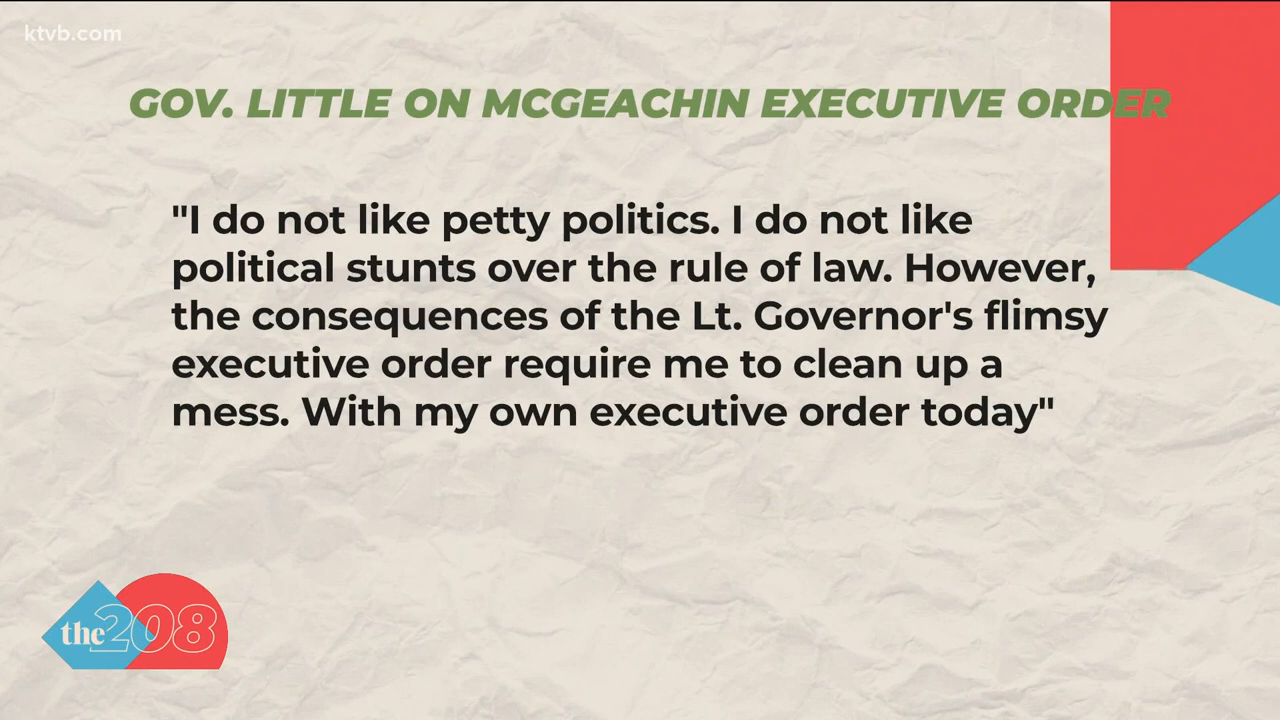 ktvb.com
GOV. LITTLE ON MCGEACHIN EXECUTIVE ORDER
"I do not like petty politics. I do not like
political stunts over the rule of law. However,
the consequences of the Lt. Governor's flimsy
executive order require me to clean up a
mess. With my own executive order today"
the 208